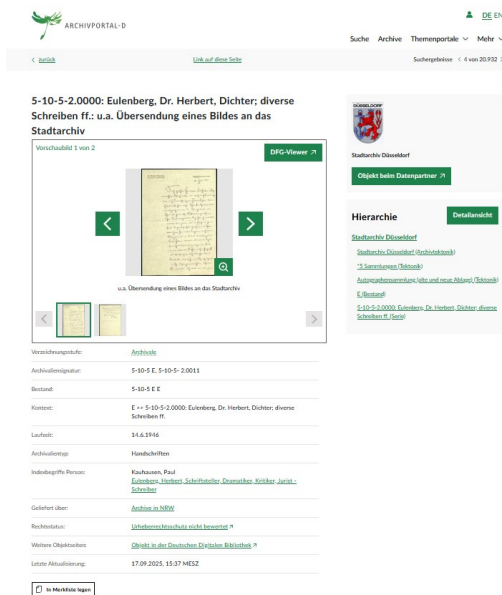 ARCHIVPORTAL-D
DE EN
Suche Archive Themenportale Mehr
zurück
Link auf diese Seite
Suchergebnisse 4 von 20.932
5-10-5-2.0000: Eulenberg, Dr. Herbert, Dichter; diverse
Schreiben ff.: u.a. Übersendung eines Bildes an das
Stadtarchiv
Vorschaubild 1 von 2
DFG-Viewer
u.a. Übersendung eines Bildes an das Stadtarchiv
Verzeichnungsstufe: Archivale
Archivaliensignatur: 5-10-5 E, 5-10-5- 2.0011
Bestand: 5-10-5 E E
Kontext: E >> 5-10-5-2.0000: Eulenberg, Dr. Herbert, Dichter; diverse
Schreiben ff.
Laufzeit: 14.6.1946
Archivalientyp: Handschriften
Indexbegriffe Person: Kauhausen, Paul
Eulenberg, Herbert, Schriftsteller, Dramatiker, Kritiker, Jurist -
Schreiber
Geliefert über: Archive in NRW
Rechtsstatus: Urheberrechtsschutz nicht bewertet
Weitere Objektseiten: Objekt in der Deutschen Digitalen Bibliothek
Letzte Aktualisierung: 17.09.2025, 15:37 MESZ
In Merkliste legen
DÜSSELDORF
Stadtarchiv Düsseldorf
Objekt beim Datenpartner
Hierarchie
Detailansicht
Stadtarchiv Düsseldorf
Stadtarchiv Düsseldorf (Archivtektonik)
*5 Sammlungen (Tektonik)
Autographensammlung (alte und neue Ablage) (Tektonik)
E (Bestand)
5-10-5-2.0000: Eulenberg, Dr. Herbert, Dichter; diverse
Schreiben ff. (Serie)